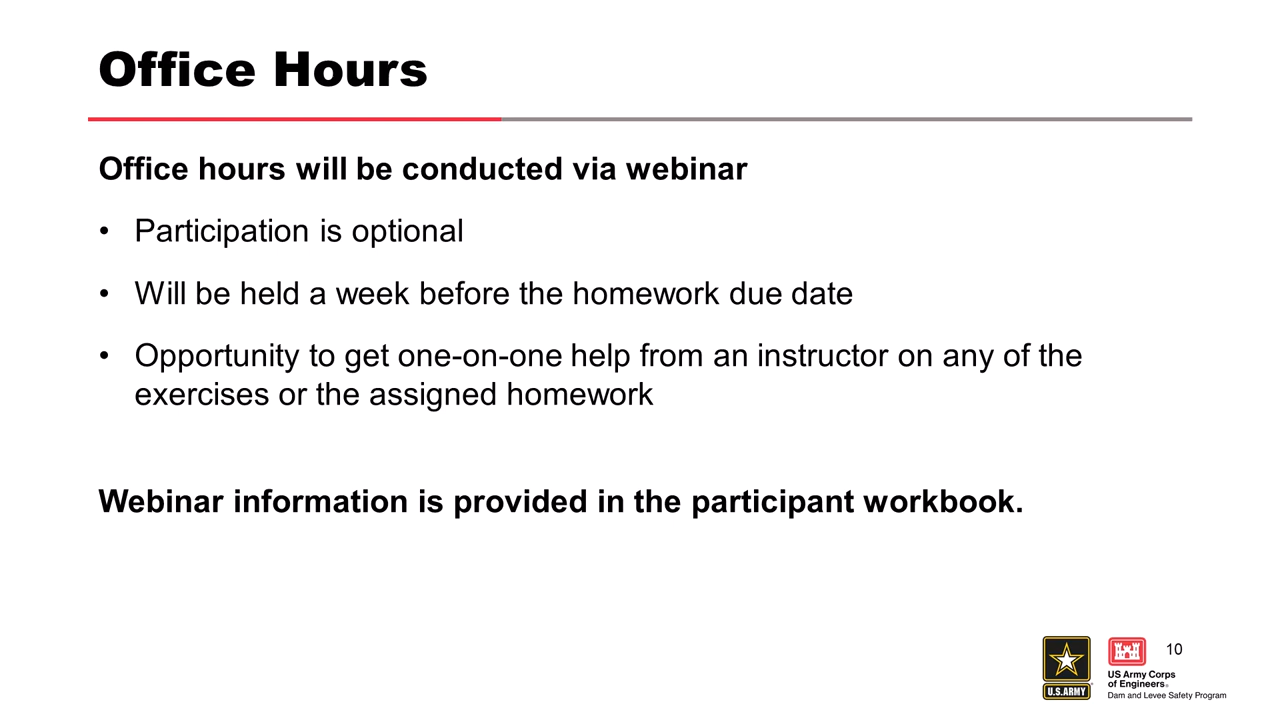 Office Hours
Office hours will be conducted via webinar
• Participation is optional
• Will be held a week before the homework due date
• Opportunity to get one-on-one help from an instructor on any of the
exercises or the assigned homework
Webinar information is provided in the participant workbook.
U.S.ARMY
US Army Corps
of Engineers®
Dam and Levee Safety Program
10